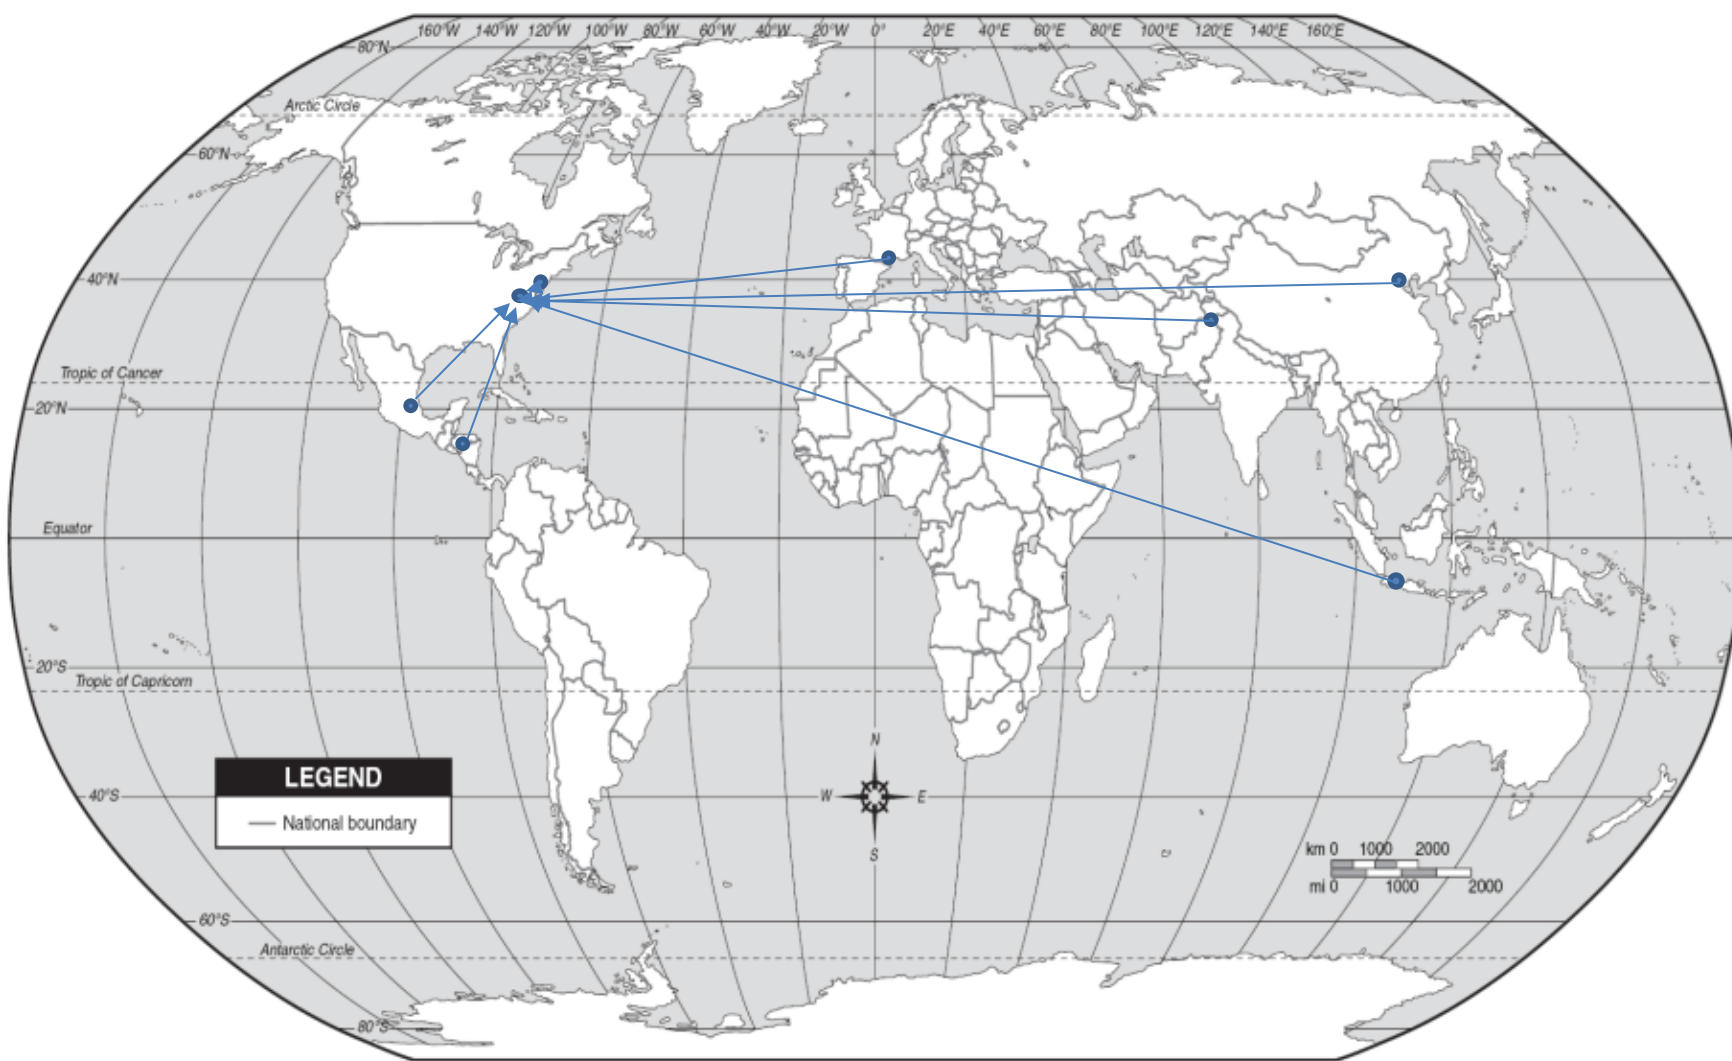 160°W 140°W 120°W 100°W 80°W 60°W 40°W 20°W 0° 20°E 40°E 60°E 80°E 100°E 120°E 140°E 160°E
80°N
Arctic Circle
60°N
40°N
Tropic of Cancer
20°N
Equator
20°S
Tropic of Capricorn
N
W E
S
40°S
LEGEND
National boundary
km 0 1000 2000
mi 0 1000 2000
60°S
Antarctic Circle
80°S